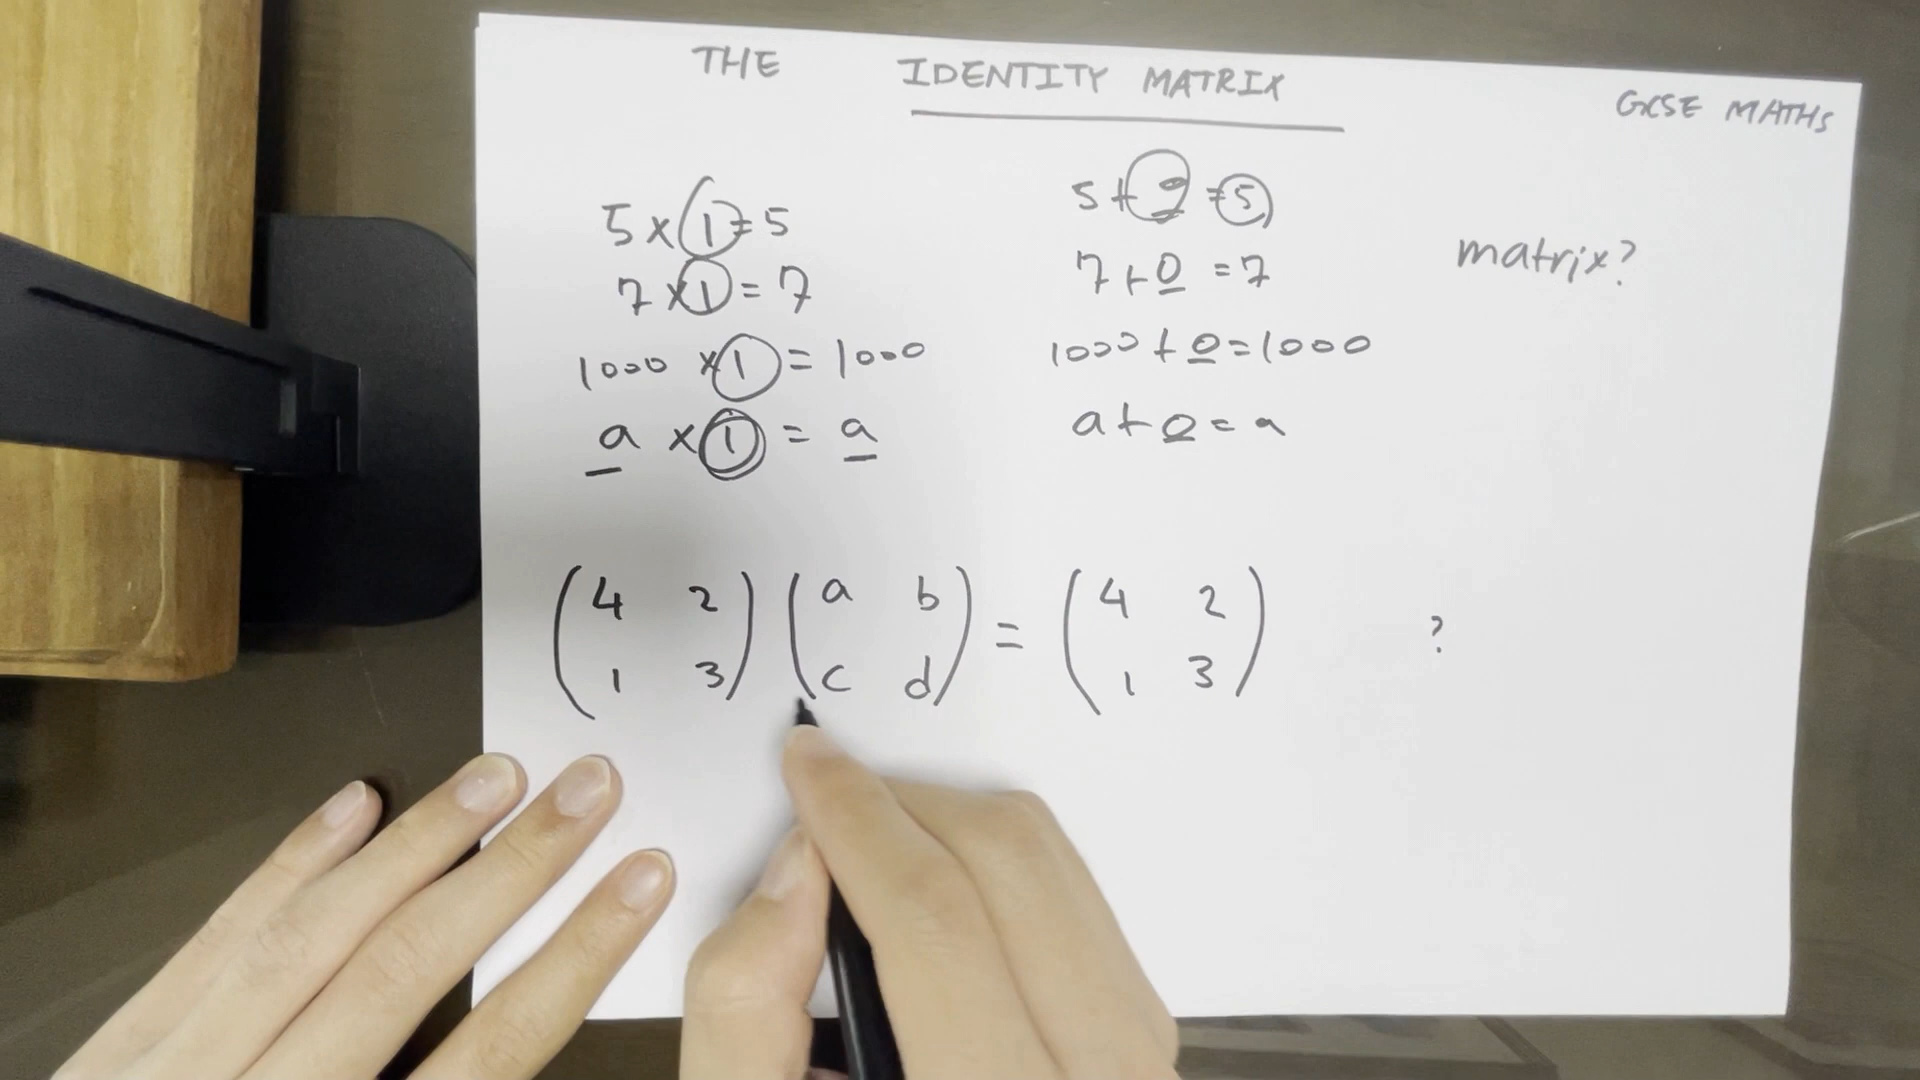 THE IDENTITY MATRIX
GCSE MATHS
5 x 1 = 5
7 x 1 = 7
1000 x 1 = 1000
a x 1 = a
5 + 0 = 5
7 + 0 = 7
1000 + 0 = 1000
a + 0 = a
matrix?
( 4 2 ) ( a b ) = ( 4 2 ) ?
( 1 3 ) ( c d ) ( 1 3 )